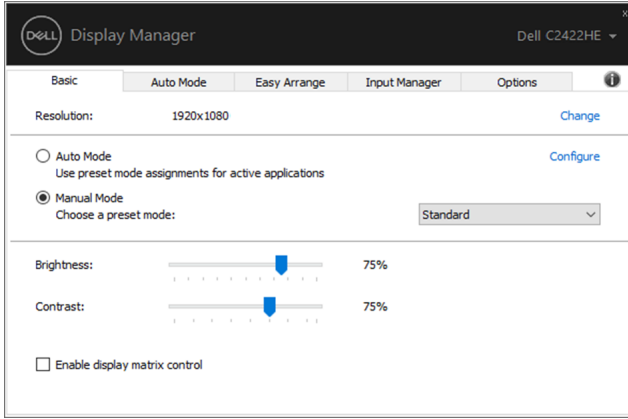 x
DELL Display Manager Dell C2422HE
Basic Auto Mode Easy Arrange Input Manager Options i
Resolution: 1920x1080 Change
Auto Mode Configure
Use preset mode assignments for active applications
Manual Mode
Choose a preset mode: Standard
Brightness: 75%
Contrast: 75%
Enable display matrix control